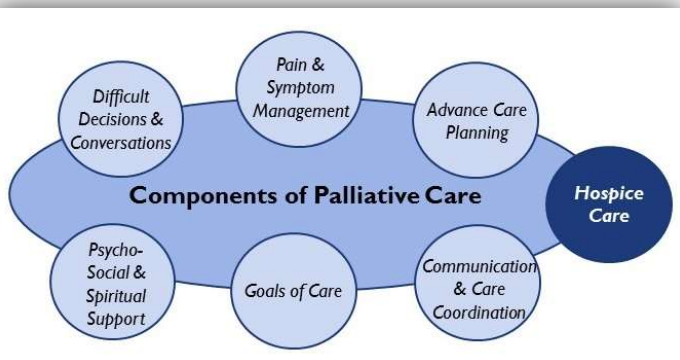 Difficult
Decisions &
Conversations
Pain &
Symptom
Management
Advance Care
Planning
Components of Palliative Care
Hospice
Care
Psycho-
Social &
Spiritual
Support
Goals of Care
Communication
& Care
Coordination